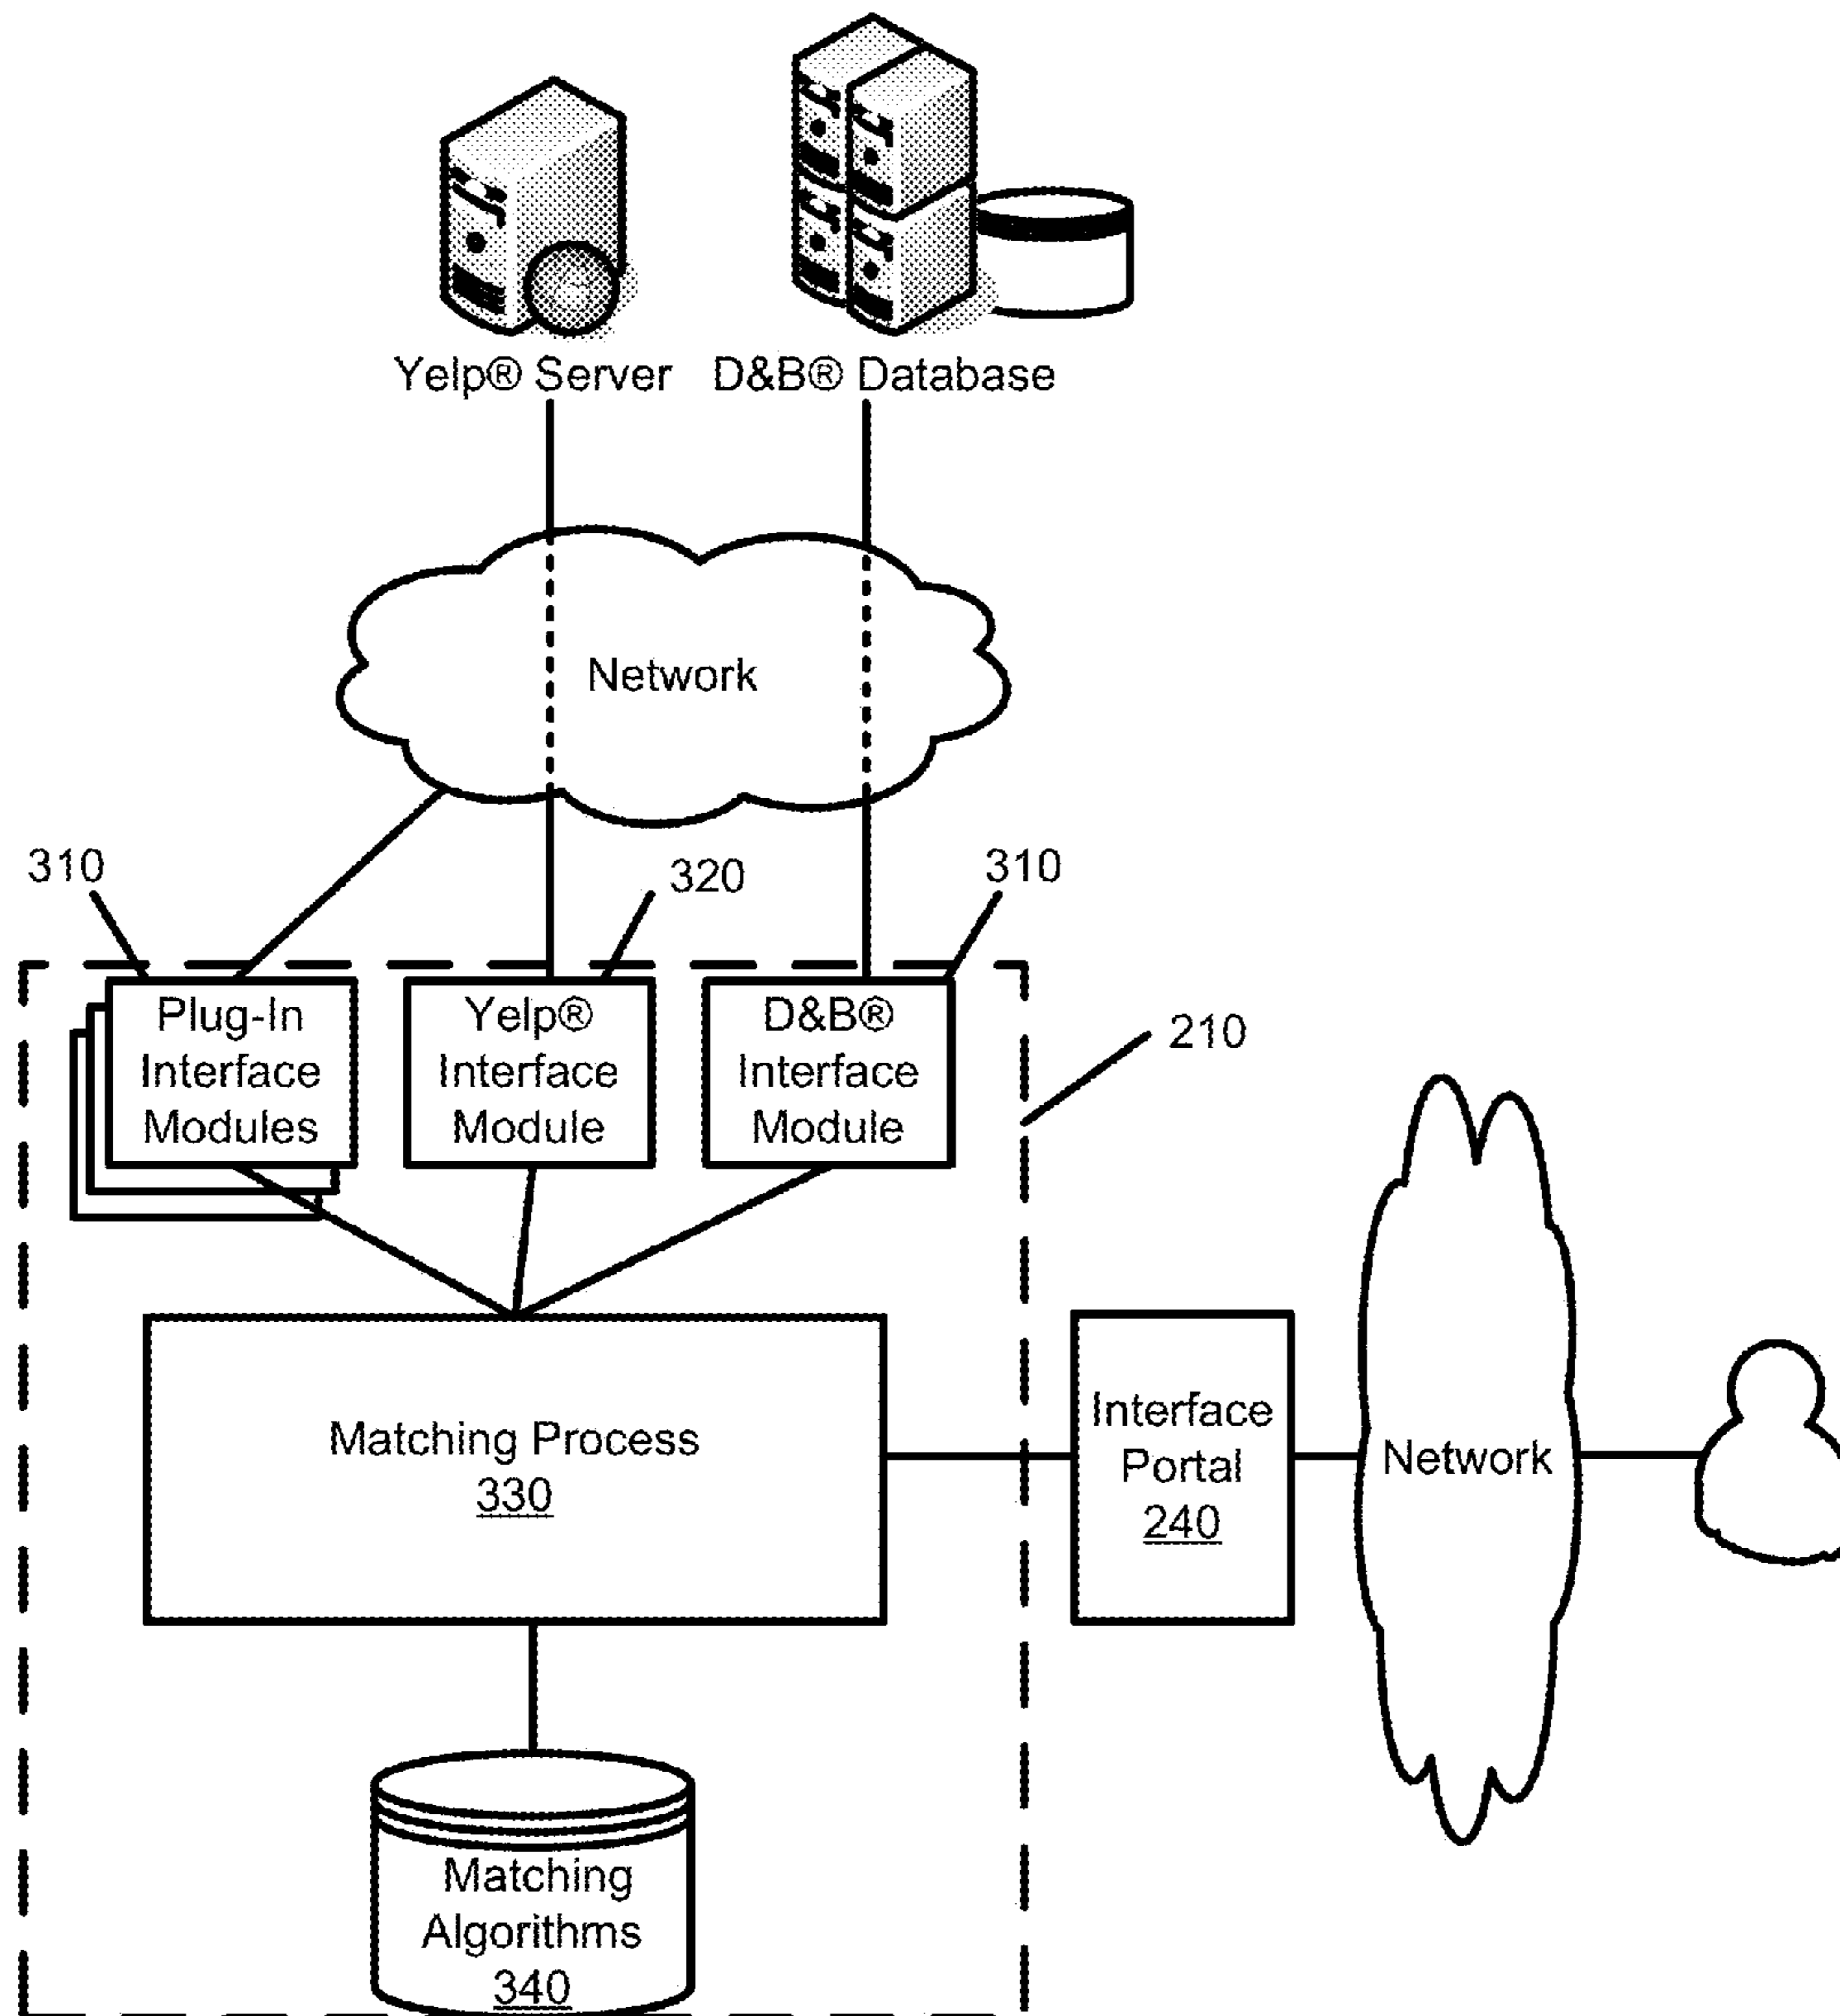 Yelp® Server
D&B® Database
Network
310
320
310
Plug-In
Interface
Modules
Yelp®
Interface
Module
D&B®
Interface
Module
210
Matching Process
330
Interface
Portal
240
Network
Matching
Algorithms
340